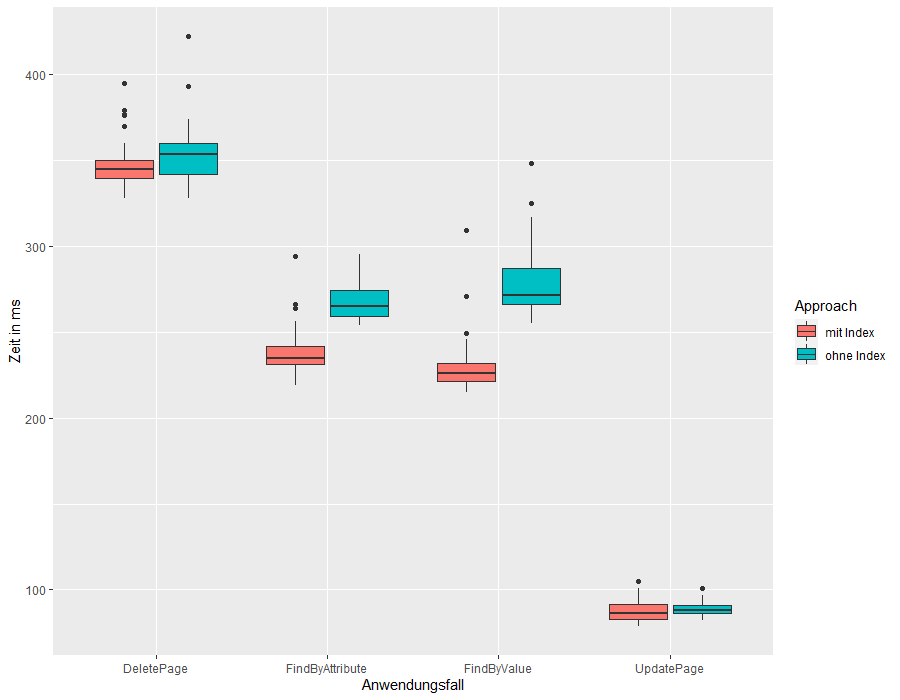 400
300
200
100
Zeit in ms
DeletePage
FindByAttribute
FindByValue
UpdatePage
Anwendungsfall
Approach
mit Index
ohne Index